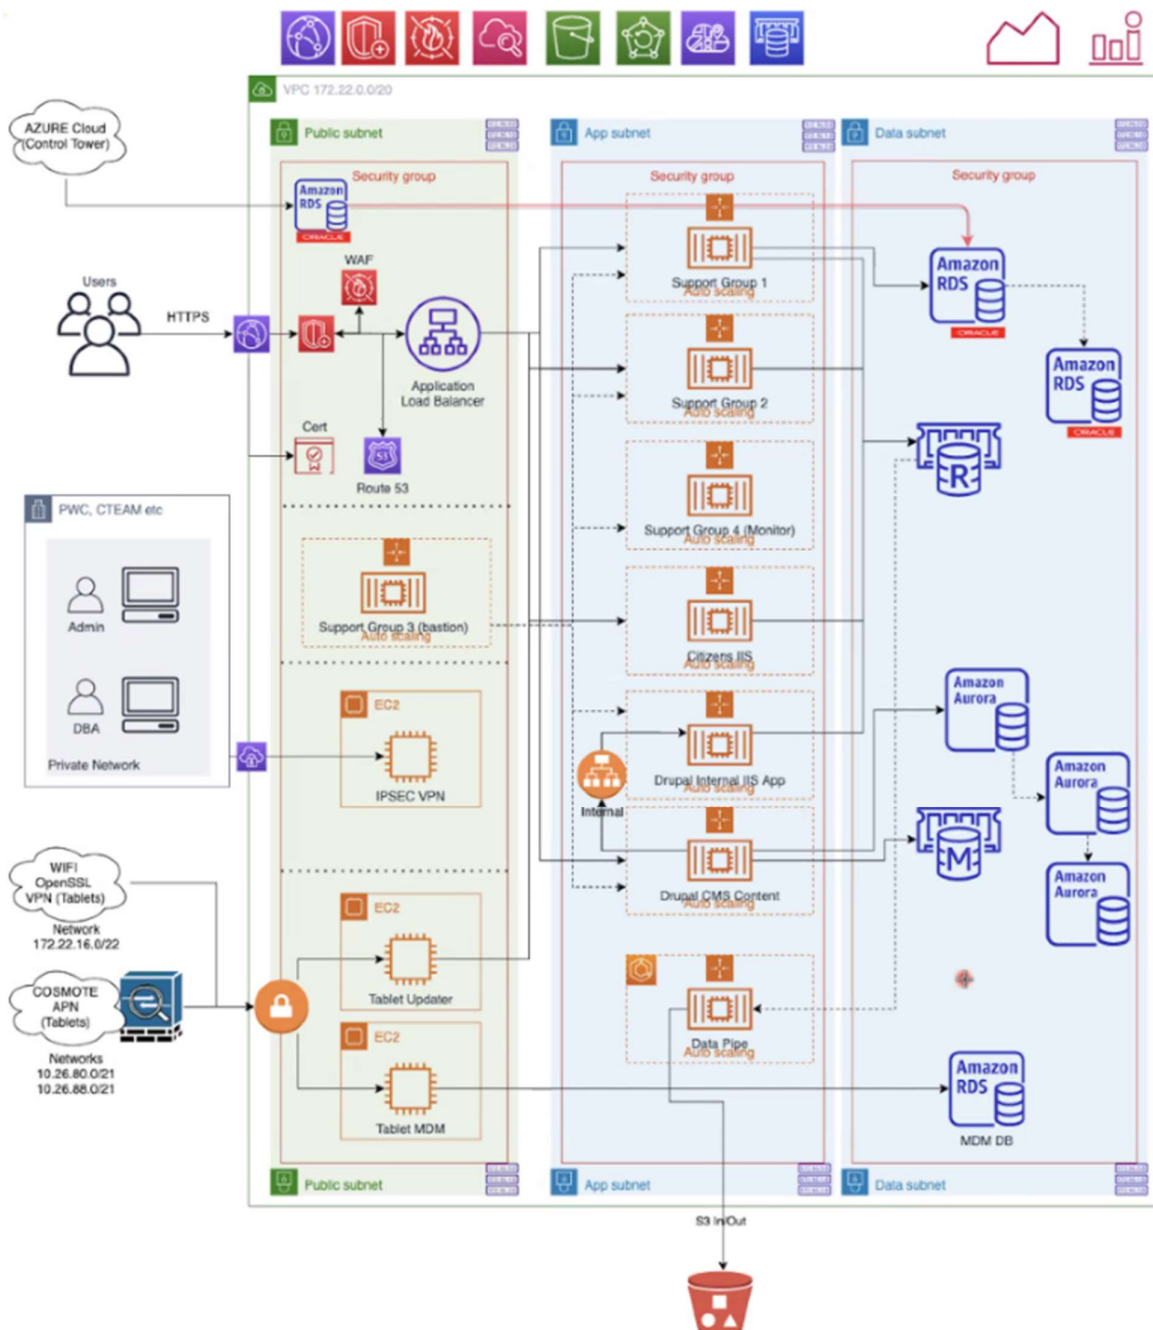 VPC 172.22.0.0/20
AZURE Cloud
(Control Tower)
Public subnet
App subnet
Data subnet
Security group
Security group
Security group
Amazon
RDS
ORACLE
WAF
Users
HTTPS
Application
Load Balancer
Cert
53
Route 53
Support Group 1
Auto scaling
Support Group 2
Auto scaling
Support Group 4 (Monitor)
Auto scaling
Citizens IIS
Auto scaling
Drupal Internal IIS App
Auto scaling
Internal
Drupal CMS Content
Auto scaling
Data Pipe
Auto scaling
Amazon
RDS
ORACLE
Amazon
RDS
ORACLE
R
Amazon
Aurora
Amazon
Aurora
M
Amazon
Aurora
Amazon
RDS
MDM DB
PWC, CTEAM etc
Admin
DBA
Private Network
Support Group 3 (bastion)
Auto scaling
EC2
IPSEC VPN
WIFI
OpenSSL
VPN (Tablets)
Network
172.22.16.0/22
COSMOTE
APN
(Tablets)
Networks
10.26.80.0/21
10.26.88.0/21
EC2
Tablet Updater
EC2
Tablet MDM
Public subnet
App subnet
Data subnet
S3 In/Out